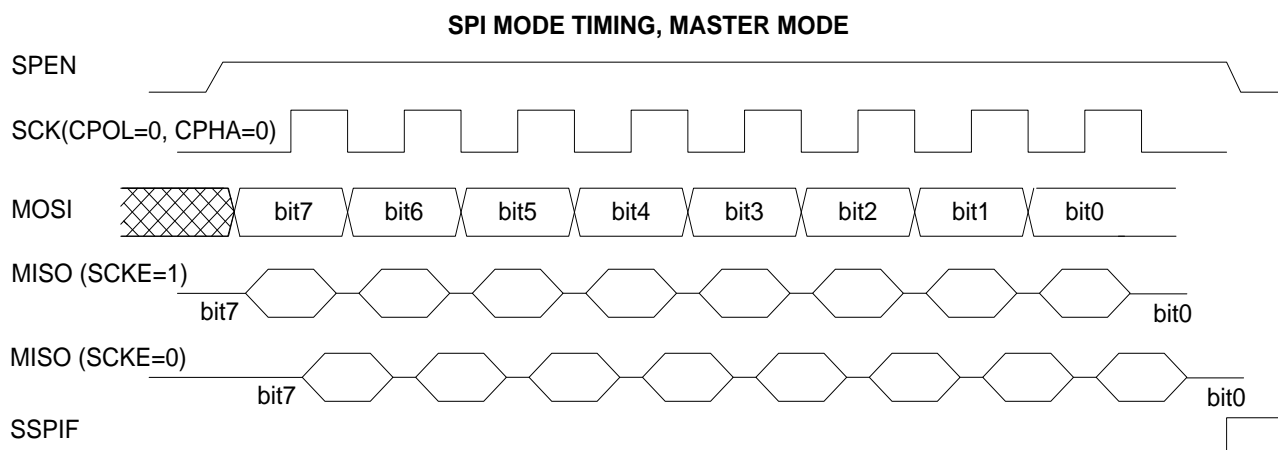 SPI MODE TIMING, MASTER MODE
SPEN
SCK(CPOL=0, CPHA=0)
MOSI bit7 bit6 bit5 bit4 bit3 bit2 bit1 bit0
MISO (SCKE=1)
bit7 bit0
MISO (SCKE=0)
bit7 bit0
SSPIF